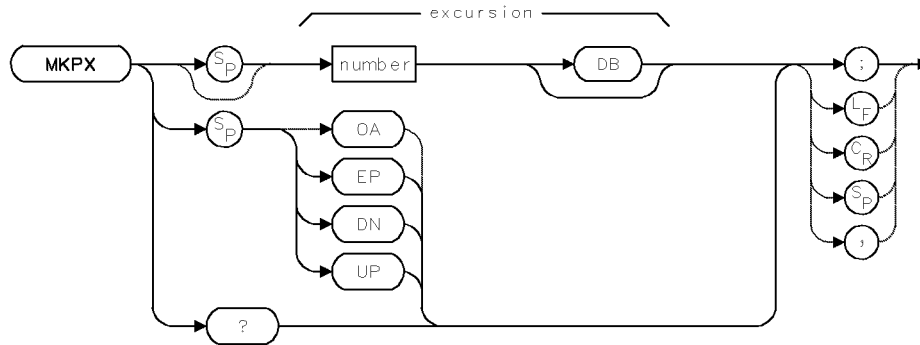 excursion
MKPX SP number DB ;
LF
SP OA CR
EP SP
DN ,
UP
?